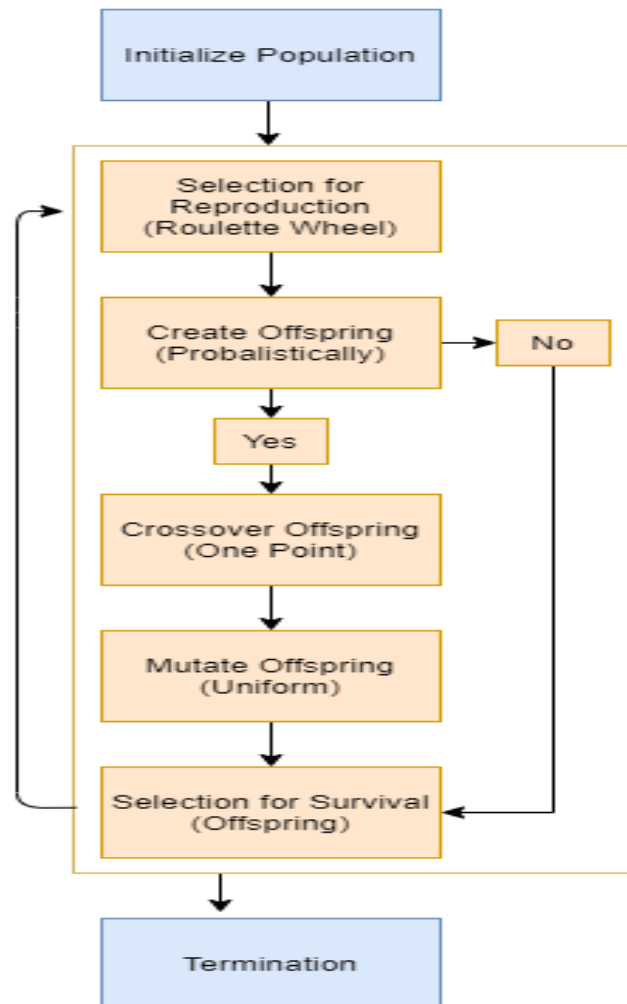 Initialize Population
Selection for
Reproduction
(Roulette Wheel)
Create Offspring
(Probalistically)
No
Yes
Crossover Offspring
(One Point)
Mutate Offspring
(Uniform)
Selection for Survival
(Offspring)
Termination